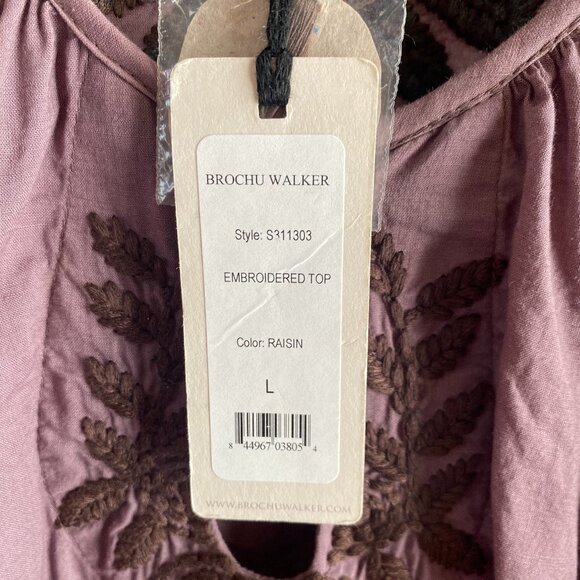 BROCHU WALKER
Style: S311303
EMBROIDERED TOP
Color: RAISIN
L
8 44967 03805 4
WWW.BROCHUWALKER.COM